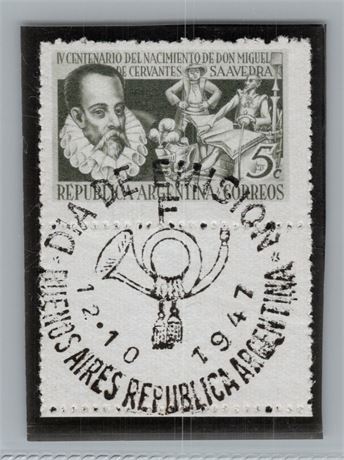 IV CENTENARIO DEL NACIMIENTO DE DON MIGUEL
DE CERVANTES SAAVEDRA
5 c
REPUBLICA ARGENTINA CORREOS
DIA DE EMISION
12·10 1947
BUENOS AIRES REPUBLICA ARGENTINA